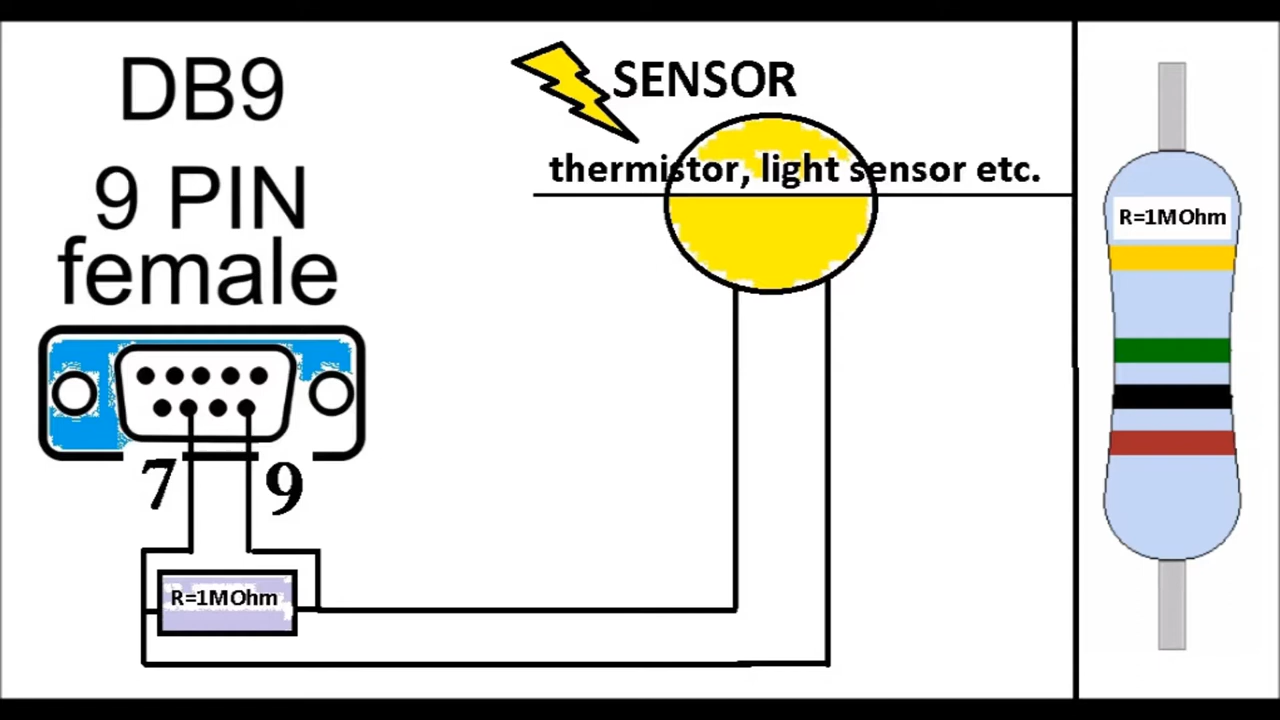 DB9
9 PIN
female
7 9
R=1MOhm
SENSOR
thermistor, light sensor etc.
R=1MOhm